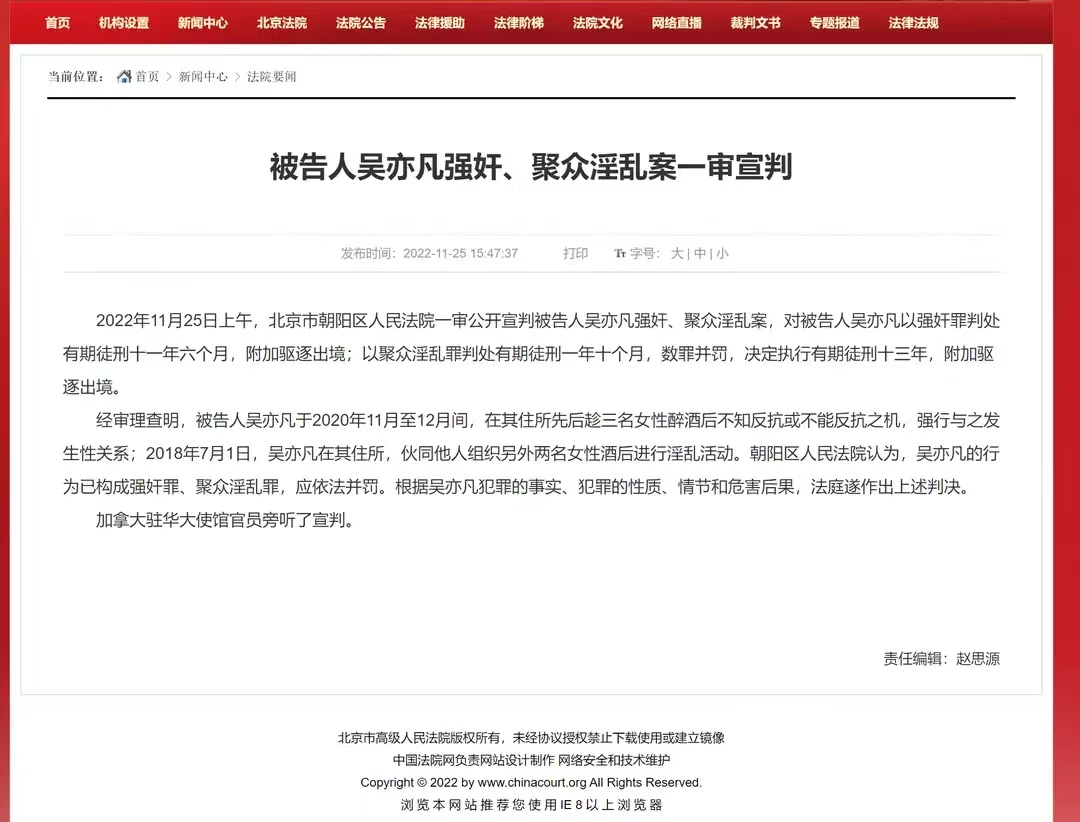 首页 机构设置 新闻中心 北京法院 法院公告 法律援助 法律阶梯 法院文化 网络直播 裁判文书 专题报道 法律法规
当前位置： 首页 > 新闻中心 > 法院要闻
被告人吴亦凡强奸、聚众淫乱案一审宣判
发布时间：2022-11-25 15:47:37 打印 Tr 字号： 大 | 中 | 小
2022年11月25日上午，北京市朝阳区人民法院一审公开宣判被告人吴亦凡强奸、聚众淫乱案，对被告人吴亦凡以强奸罪判处
有期徒刑十一年六个月，附加驱逐出境；以聚众淫乱罪判处有期徒刑一年十个月，数罪并罚，决定执行有期徒刑十三年，附加驱
逐出境。
经审理查明，被告人吴亦凡于2020年11月至12月间，在其住所先后趁三名女性醉酒后不知反抗或不能反抗之机，强行与之发
生性关系；2018年7月1日，吴亦凡在其住所，伙同他人组织另外两名女性酒后进行淫乱活动。朝阳区人民法院认为，吴亦凡的行
为已构成强奸罪、聚众淫乱罪，应依法并罚。根据吴亦凡犯罪的事实、犯罪的性质、情节和危害后果，法庭遂作出上述判决。
加拿大驻华大使馆官员旁听了宣判。
责任编辑：赵思源
北京市高级人民法院版权所有，未经协议授权禁止下载使用或建立镜像
中国法院网负责网站设计制作 网络安全和技术维护
Copyright © 2022 by www.chinacourt.org All Rights Reserved.
浏览本网站推荐您使用IE 8以上浏览器